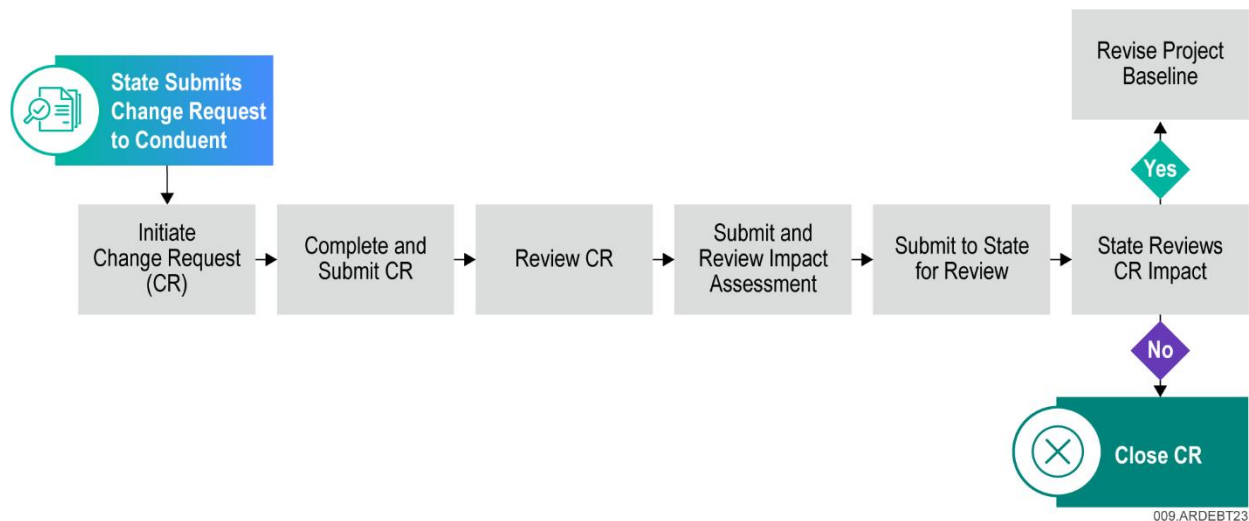 State Submits
Change Request
to Conduent
Revise Project
Baseline
Yes
Initiate
Change Request
(CR)
Complete and
Submit CR
Review CR
Submit and
Review Impact
Assessment
Submit to State
for Review
State Reviews
CR Impact
No
Close CR
009.ARDEBT23